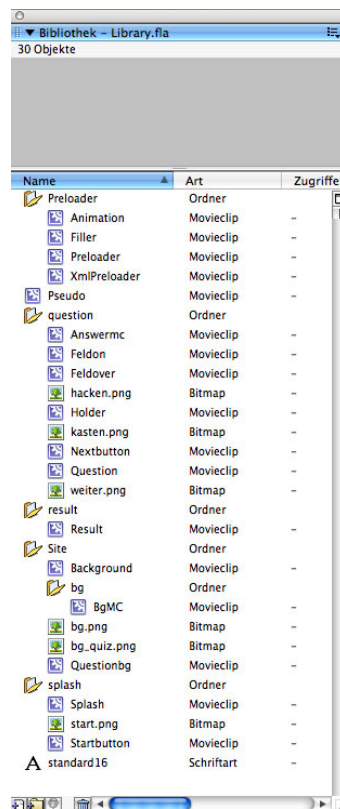 Bibliothek – Library.fla
30 Objekte
Name Art Zugriffe
Preloader Ordner
Animation Movieclip –
Filler Movieclip –
Preloader Movieclip –
XmlPreloader Movieclip –
Pseudo Movieclip –
question Ordner
Answermc Movieclip –
Feldon Movieclip –
Feldover Movieclip –
hacken.png Bitmap –
Holder Movieclip –
kasten.png Bitmap –
Nextbutton Movieclip –
Question Movieclip –
weiter.png Bitmap –
result Ordner
Result Movieclip –
Site Ordner
Background Movieclip –
bg Ordner
BgMC Movieclip –
bg.png Bitmap –
bg_quiz.png Bitmap –
Questionbg Movieclip –
splash Ordner
Splash Movieclip –
start.png Bitmap –
Startbutton Movieclip –
standard16 Schriftart –